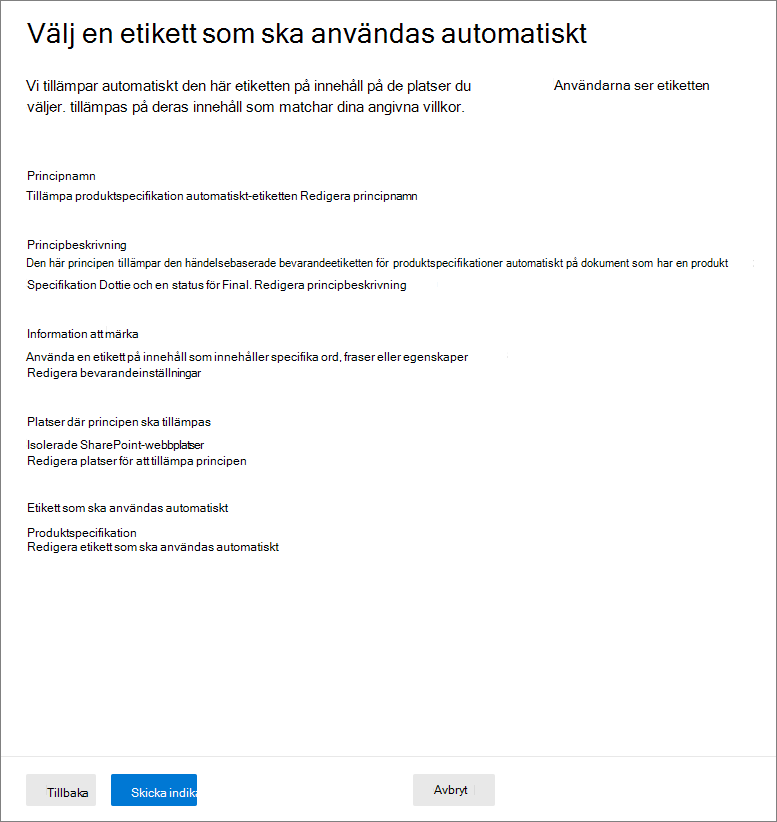 Välj en etikett som ska användas automatiskt
Vi tillämpar automatiskt den här etiketten på innehåll på de platser du
väljer. tillämpas på deras innehåll som matchar dina angivna villkor.
Användarna ser etiketten
Principnamn
Tillämpa produktspecifikation automatiskt-etiketten Redigera principnamn
Principbeskrivning
Den här principen tillämpar den händelsebaserade bevarandeetiketten för produktspecifikationer automatiskt på dokument som har en produkt
Specifikation Dottie och en status för Final. Redigera principbeskrivning
Information att märka
Använda en etikett på innehåll som innehåller specifika ord, fraser eller egenskaper
Redigera bevarandeinställningar
Platser där principen ska tillämpas
Isolerade SharePoint-webbplatser
Redigera platser för att tillämpa principen
Etikett som ska användas automatiskt
Produktspecifikation
Redigera etikett som ska användas automatiskt
Tillbaka
Skicka indika
Avbryt